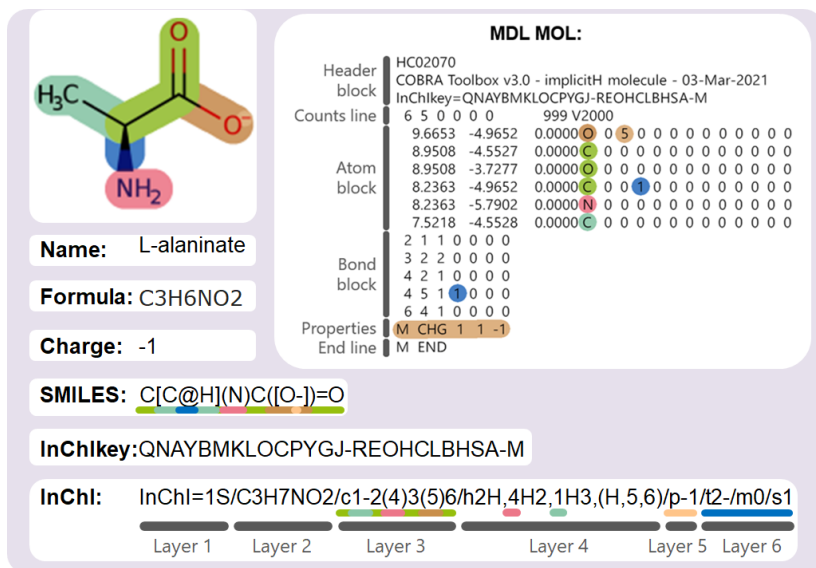 O
H₃C
O⁻
NH₂
MDL MOL:
Header block
HC02070
COBRA Toolbox v3.0 - implicitH molecule - 03-Mar-2021
InChIkey=QNAYBMKLOCPYGJ-REOHCLBHSA-M
Counts line
6 5 0 0 0 0 999 V2000
Atom block
9.6653 -4.9652 0.0000 O 0 5 0 0 0 0 0 0 0 0 0 0
8.9508 -4.5527 0.0000 C 0 0 0 0 0 0 0 0 0 0 0 0
8.9508 -3.7277 0.0000 O 0 0 0 0 0 0 0 0 0 0 0 0
8.2363 -4.9652 0.0000 C 0 0 1 0 0 0 0 0 0 0 0 0
8.2363 -5.7902 0.0000 N 0 0 0 0 0 0 0 0 0 0 0 0
7.5218 -4.5528 0.0000 C 0 0 0 0 0 0 0 0 0 0 0 0
Bond block
2 1 1 0 0 0 0
3 2 2 0 0 0 0
4 2 1 0 0 0 0
4 5 1 1 0 0 0
6 4 1 0 0 0 0
Properties
M CHG 1 1 -1
End line
M END
Name: L-alaninate
Formula: C3H6NO2
Charge: -1
SMILES: C[C@H](N)C([O-])=O
InChIkey:QNAYBMKLOCPYGJ-REOHCLBHSA-M
InChI: InChI=1S/C3H7NO2/c1-2(4)3(5)6/h2H,4H2,1H3,(H,5,6)/p-1/t2-/m0/s1
Layer 1 Layer 2 Layer 3 Layer 4 Layer 5 Layer 6